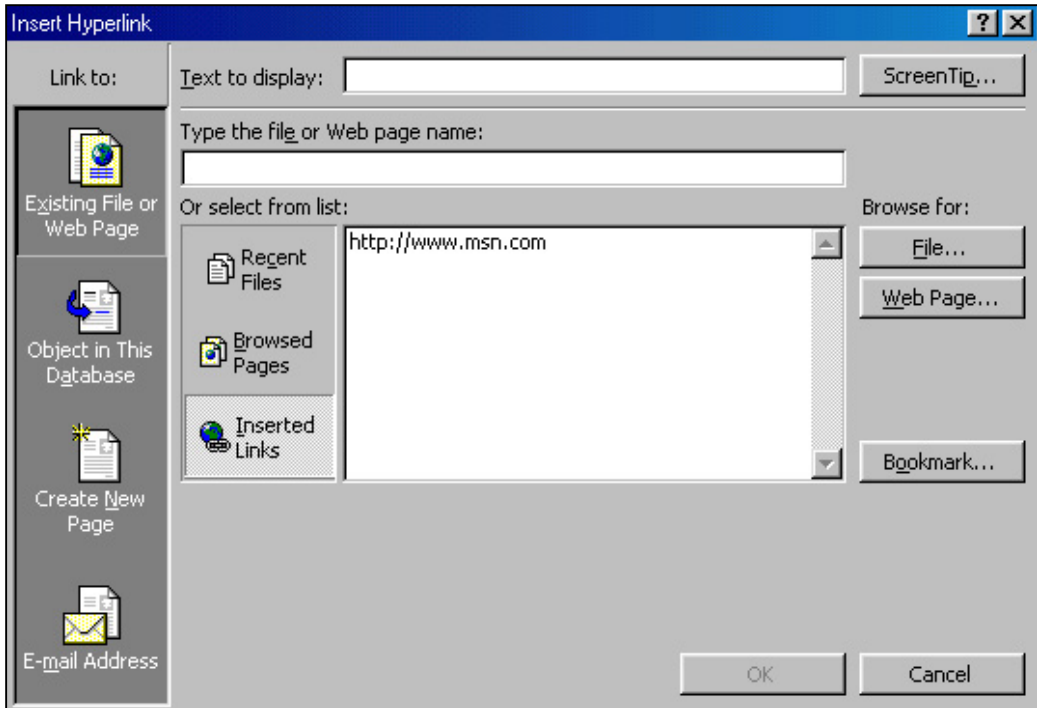 Insert Hyperlink
Link to:
Text to display:
ScreenTip...
Existing File or
Web Page
Type the file or Web page name:
Or select from list:
Browse for:
Recent
Files
http://www.msn.com
File...
Web Page...
Object in This
Database
Browsed
Pages
Inserted
Links
Bookmark...
Create New
Page
E-mail Address
OK
Cancel